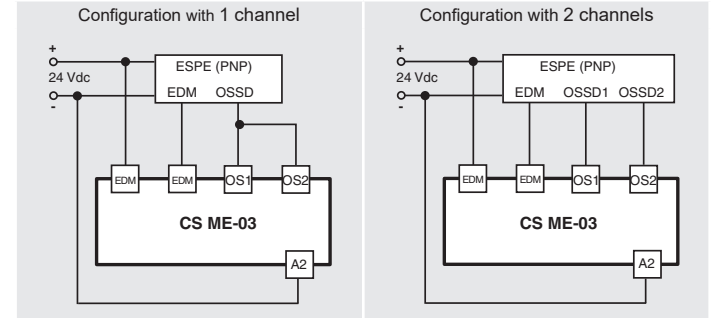 Configuration with 1 channel
+
24 Vdc
-
ESPE (PNP)
EDM OSSD
EDM EDM OS1 OS2
CS ME-03
A2
Configuration with 2 channels
+
24 Vdc
-
ESPE (PNP)
EDM OSSD1 OSSD2
EDM EDM OS1 OS2
CS ME-03
A2